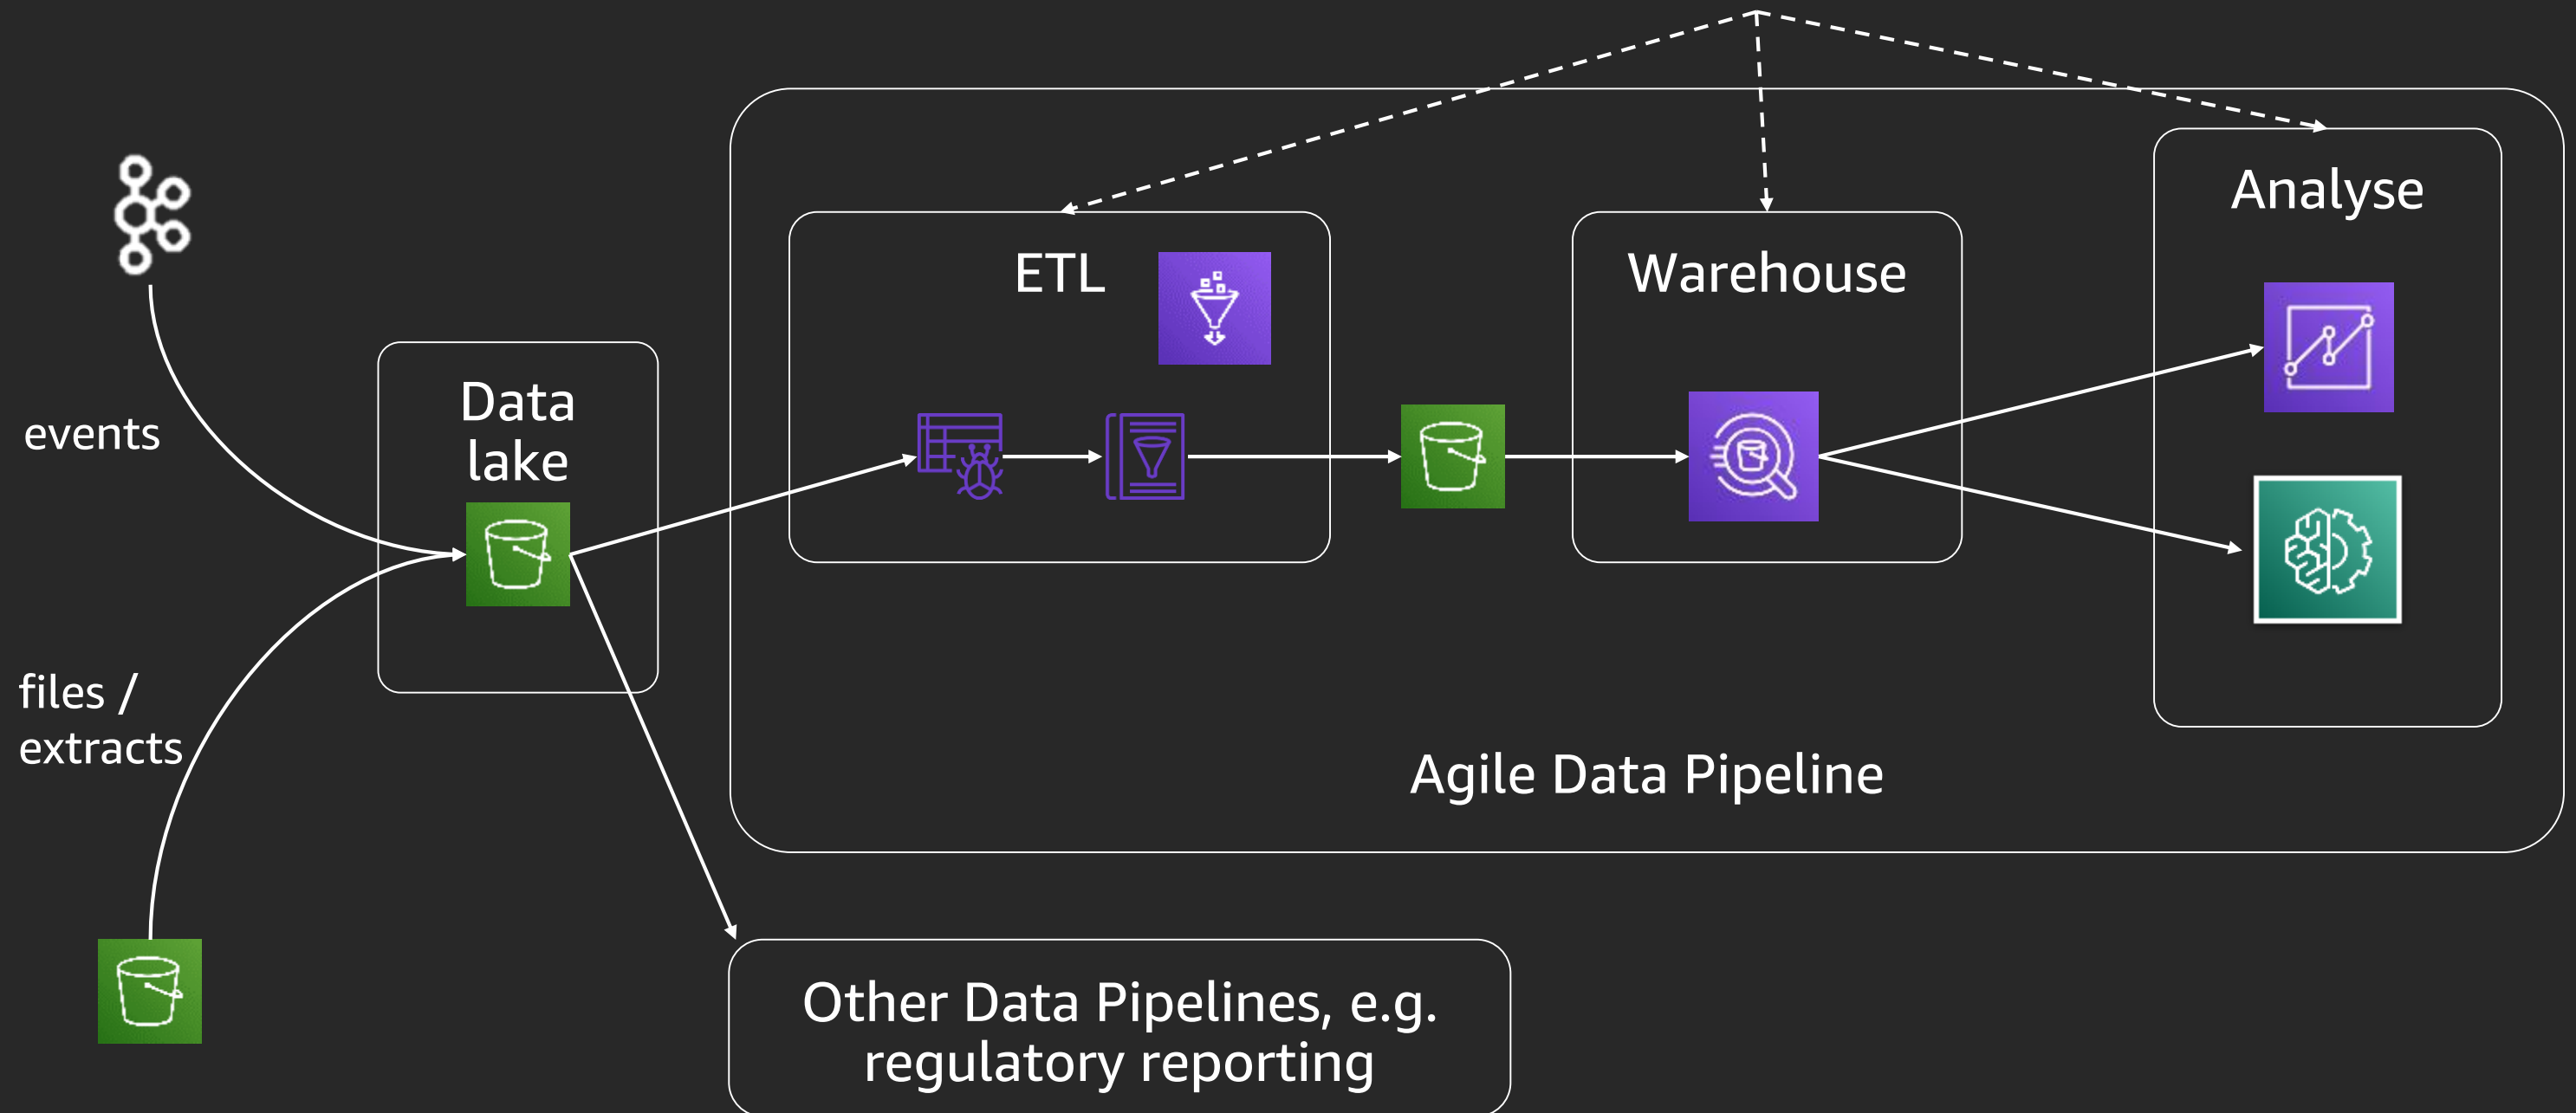 events
files /
extracts
Data
lake
ETL
Warehouse
Analyse
Agile Data Pipeline
Other Data Pipelines, e.g.
regulatory reporting